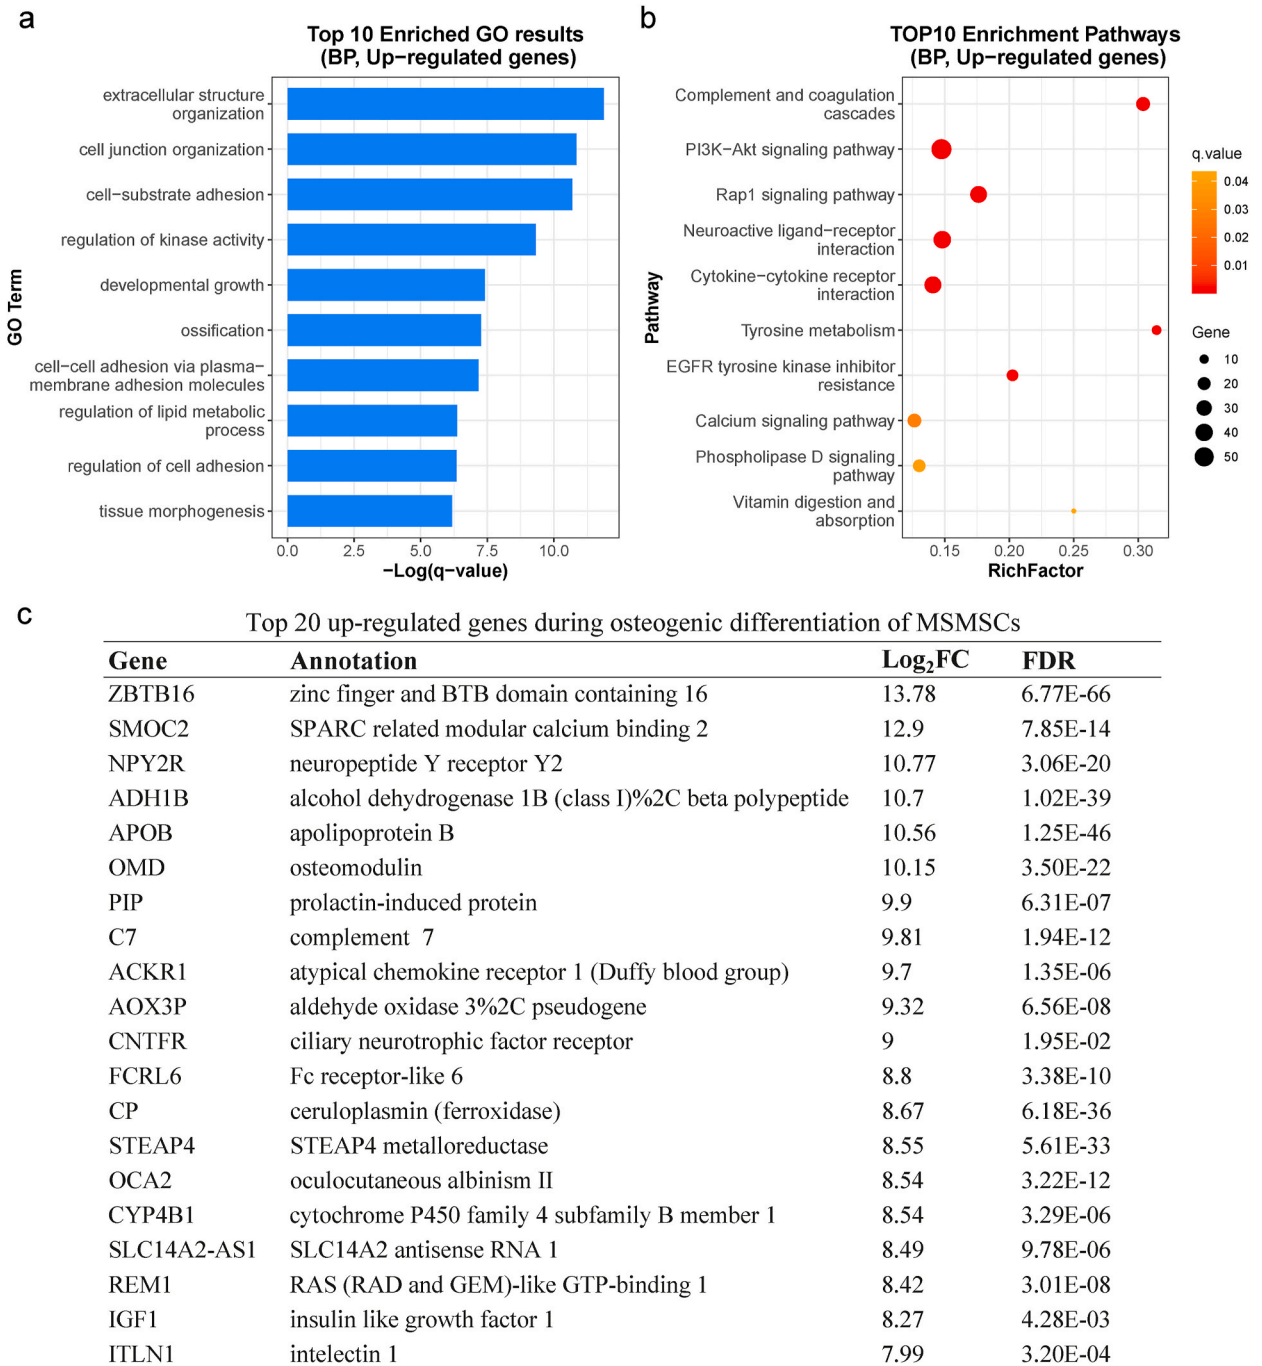 a
Top 10 Enriched GO results
(BP, Up−regulated genes)
GO Term
extracellular structure
organization
cell junction organization
cell−substrate adhesion
regulation of kinase activity
developmental growth
ossification
cell−cell adhesion via plasma−
membrane adhesion molecules
regulation of lipid metabolic
process
regulation of cell adhesion
tissue morphogenesis
0.0 2.5 5.0 7.5 10.0
−Log(q−value)
b
TOP10 Enrichment Pathways
(BP, Up−regulated genes)
Pathway
Complement and coagulation
cascades
PI3K−Akt signaling pathway
Rap1 signaling pathway
Neuroactive ligand−receptor
interaction
Cytokine−cytokine receptor
interaction
Tyrosine metabolism
EGFR tyrosine kinase inhibitor
resistance
Calcium signaling pathway
Phospholipase D signaling
pathway
Vitamin digestion and
absorption
0.15 0.20 0.25 0.30
RichFactor
q.value
0.04
0.03
0.02
0.01
Gene
10
20
30
40
50
c
Top 20 up-regulated genes during osteogenic differentiation of MSMSCs
Gene Annotation Log2FC FDR
ZBTB16 zinc finger and BTB domain containing 16 13.78 6.77E-66
SMOC2 SPARC related modular calcium binding 2 12.9 7.85E-14
NPY2R neuropeptide Y receptor Y2 10.77 3.06E-20
ADH1B alcohol dehydrogenase 1B (class I)%2C beta polypeptide 10.7 1.02E-39
APOB apolipoprotein B 10.56 1.25E-46
OMD osteomodulin 10.15 3.50E-22
PIP prolactin-induced protein 9.9 6.31E-07
C7 complement 7 9.81 1.94E-12
ACKR1 atypical chemokine receptor 1 (Duffy blood group) 9.7 1.35E-06
AOX3P aldehyde oxidase 3%2C pseudogene 9.32 6.56E-08
CNTFR ciliary neurotrophic factor receptor 9 1.95E-02
FCRL6 Fc receptor-like 6 8.8 3.38E-10
CP ceruloplasmin (ferroxidase) 8.67 6.18E-36
STEAP4 STEAP4 metalloreductase 8.55 5.61E-33
OCA2 oculocutaneous albinism II 8.54 3.22E-12
CYP4B1 cytochrome P450 family 4 subfamily B member 1 8.54 3.29E-06
SLC14A2-AS1 SLC14A2 antisense RNA 1 8.49 9.78E-06
REM1 RAS (RAD and GEM)-like GTP-binding 1 8.42 3.01E-08
IGF1 insulin like growth factor 1 8.27 4.28E-03
ITLN1 intelectin 1 7.99 3.20E-04